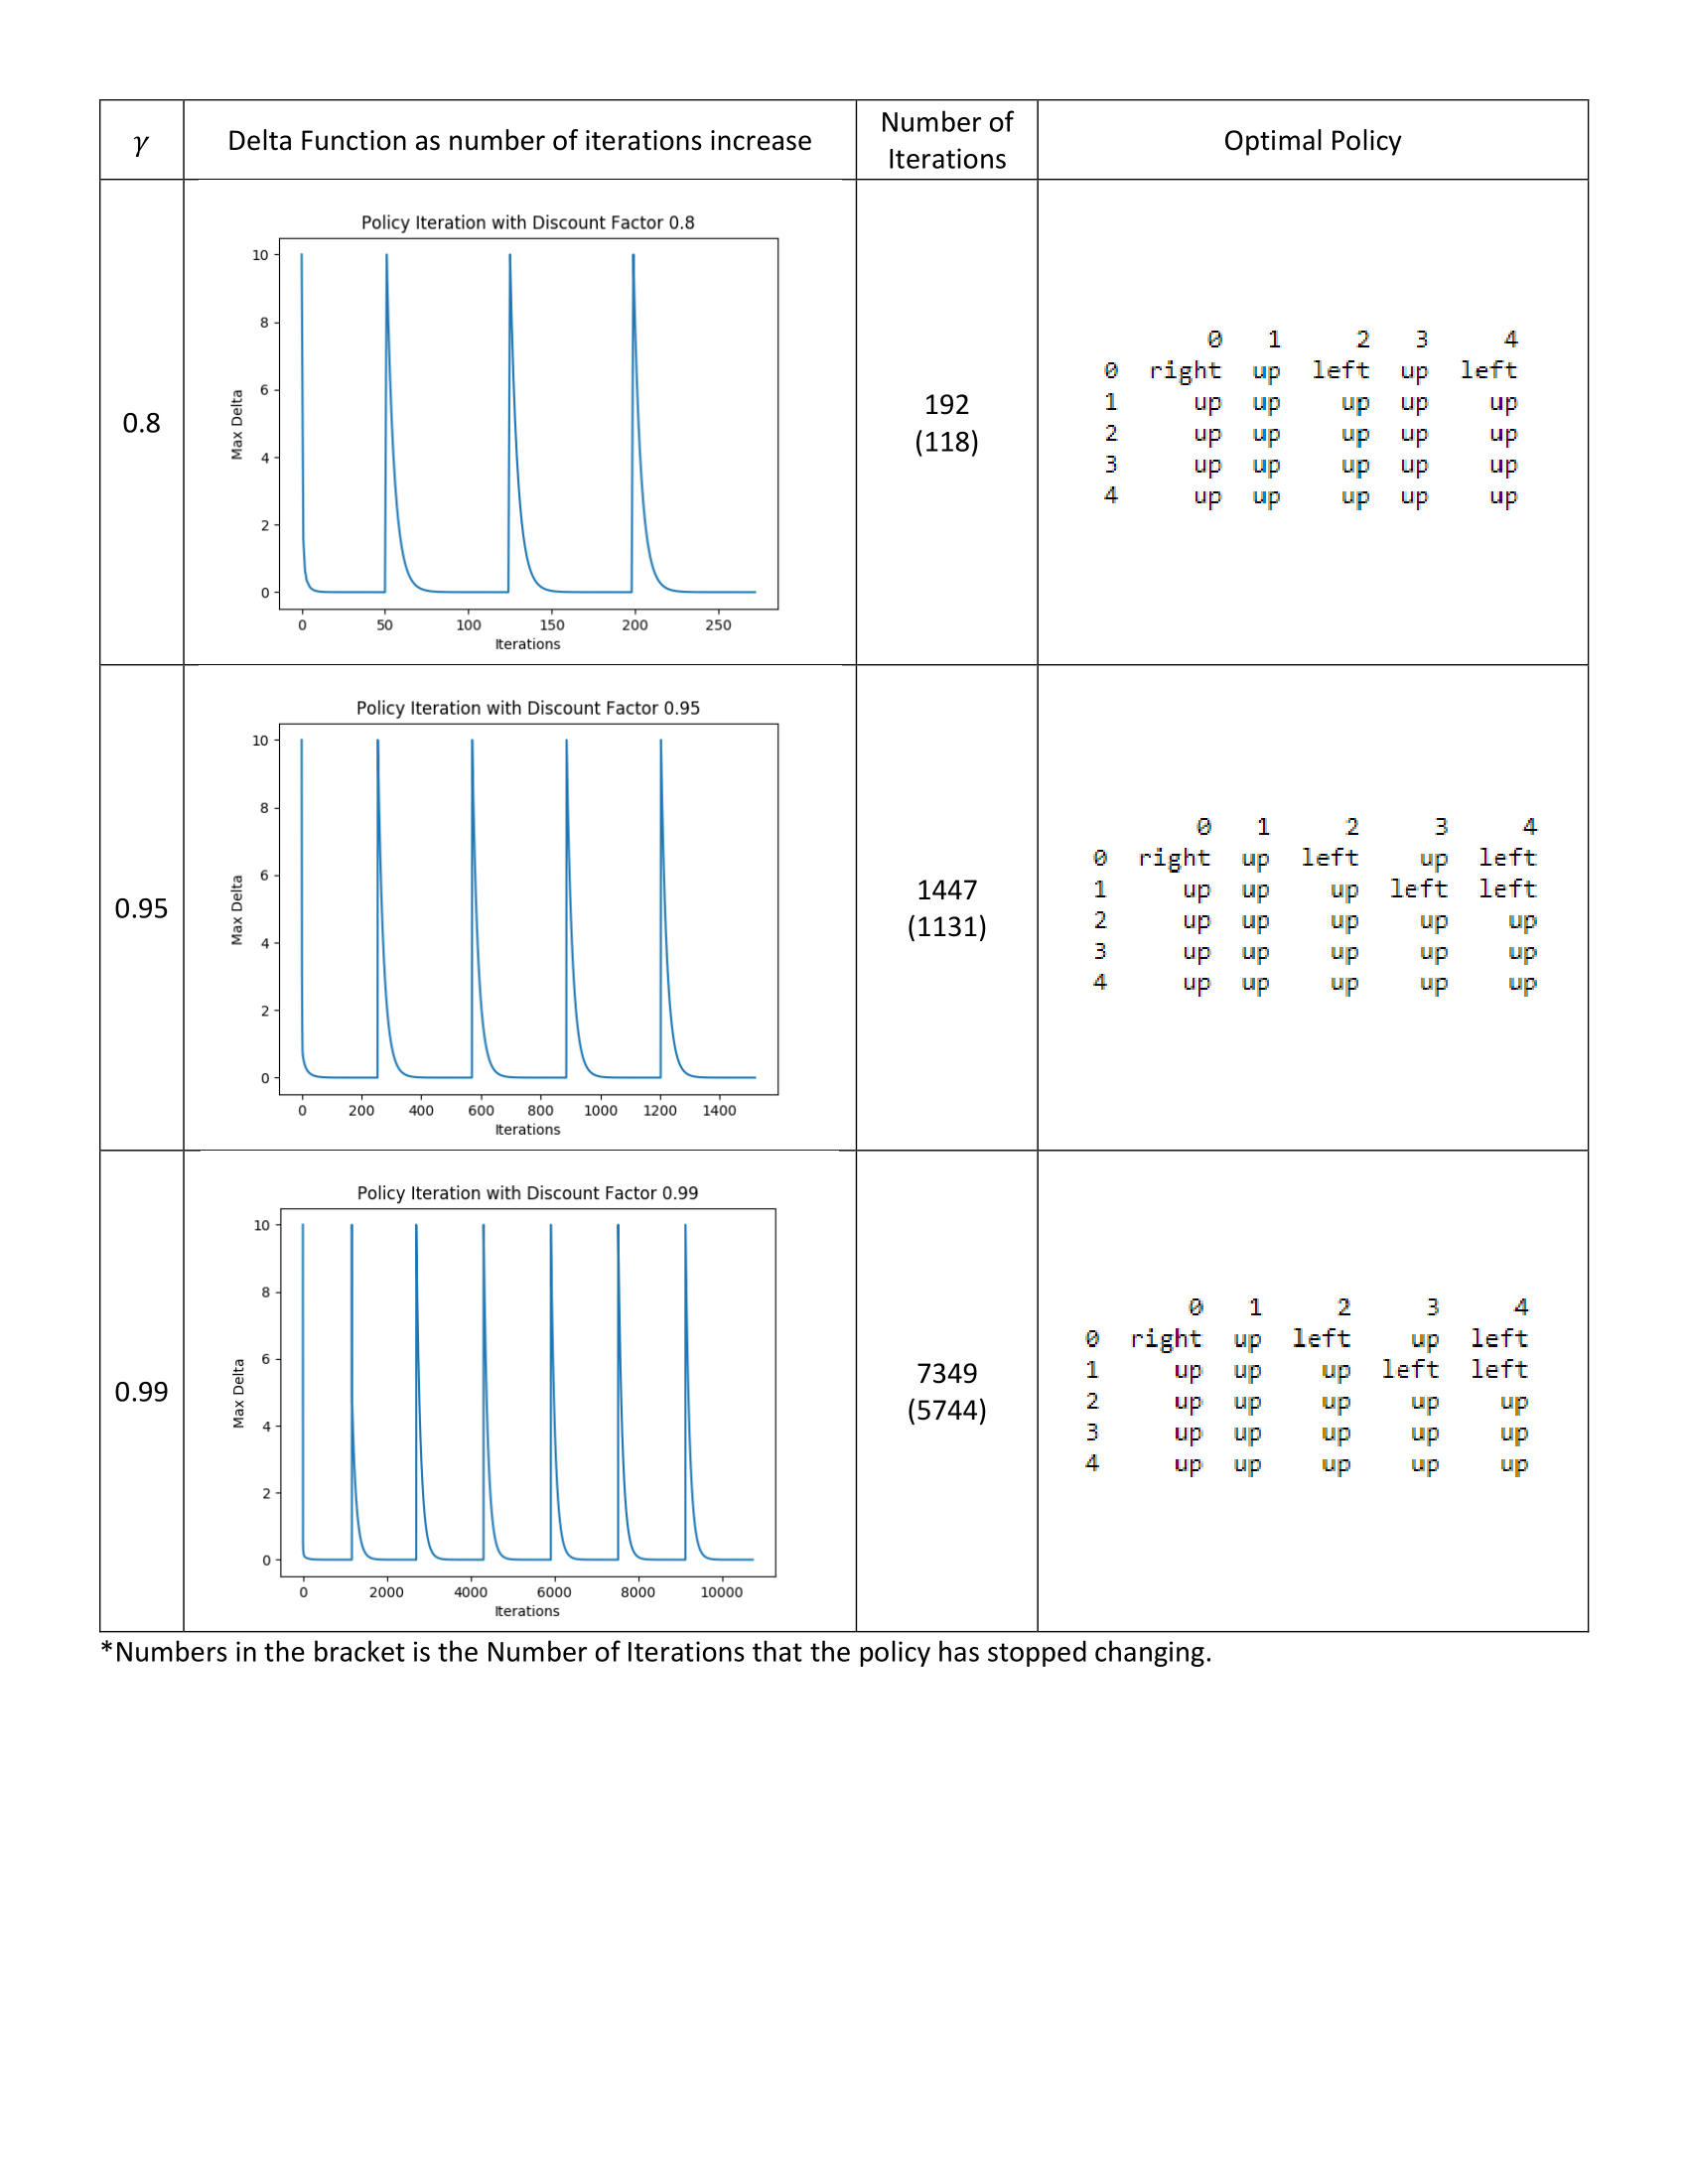 γ Delta Function as number of iterations increase Number of Iterations Optimal Policy
0.8
Policy Iteration with Discount Factor 0.8
10
8
6
4
2
0
Max Delta
0 50 100 150 200 250
Iterations
192
(118)
0 1 2 3 4
0 right up left up left
1 up up up up up
2 up up up up up
3 up up up up up
4 up up up up up
0.95
Policy Iteration with Discount Factor 0.95
10
8
6
4
2
0
Max Delta
0 200 400 600 800 1000 1200 1400
Iterations
1447
(1131)
0 1 2 3 4
0 right up left up left
1 up up up left left
2 up up up up up
3 up up up up up
4 up up up up up
0.99
Policy Iteration with Discount Factor 0.99
10
8
6
4
2
0
Max Delta
0 2000 4000 6000 8000 10000
Iterations
7349
(5744)
0 1 2 3 4
0 right up left up left
1 up up up left left
2 up up up up up
3 up up up up up
4 up up up up up
*Numbers in the bracket is the Number of Iterations that the policy has stopped changing.